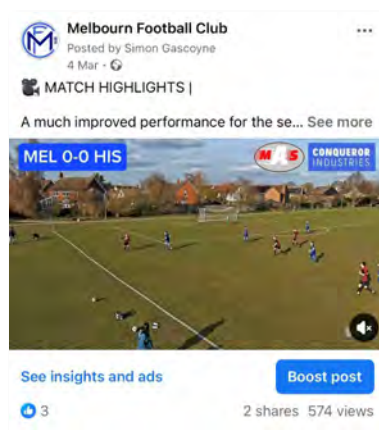 Melbourn Football Club
Posted by Simon Gascoyne
4 Mar ·
MATCH HIGHLIGHTS |
A much improved performance for the se... See more
MEL 0-0 HIS
MAS
CONQUEROR
INDUSTRIES
See insights and ads
Boost post
3
2 shares 574 views